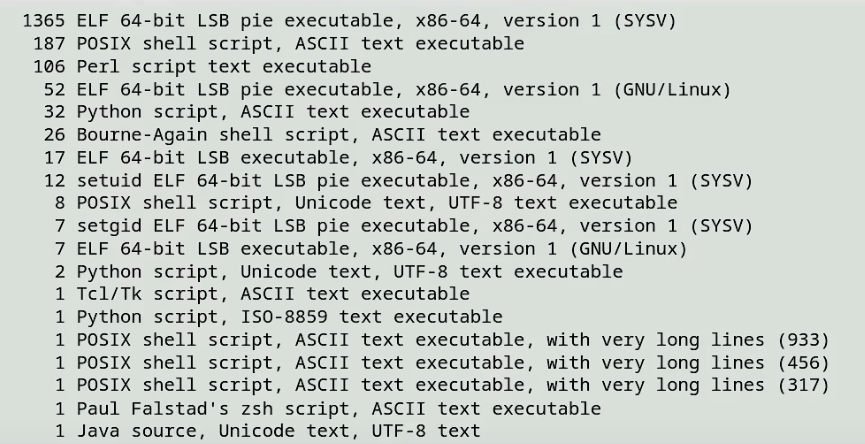 1365 ELF 64-bit LSB pie executable, x86-64, version 1 (SYSV)
187 POSIX shell script, ASCII text executable
106 Perl script text executable
52 ELF 64-bit LSB pie executable, x86-64, version 1 (GNU/Linux)
32 Python script, ASCII text executable
26 Bourne-Again shell script, ASCII text executable
17 ELF 64-bit LSB executable, x86-64, version 1 (SYSV)
12 setuid ELF 64-bit LSB pie executable, x86-64, version 1 (SYSV)
8 POSIX shell script, Unicode text, UTF-8 text executable
7 setgid ELF 64-bit LSB pie executable, x86-64, version 1 (SYSV)
7 ELF 64-bit LSB executable, x86-64, version 1 (GNU/Linux)
2 Python script, Unicode text, UTF-8 text executable
1 Tcl/Tk script, ASCII text executable
1 Python script, ISO-8859 text executable
1 POSIX shell script, ASCII text executable, with very long lines (933)
1 POSIX shell script, ASCII text executable, with very long lines (456)
1 POSIX shell script, ASCII text executable, with very long lines (317)
1 Paul Falstad's zsh script, ASCII text executable
1 Java source, Unicode text, UTF-8 text